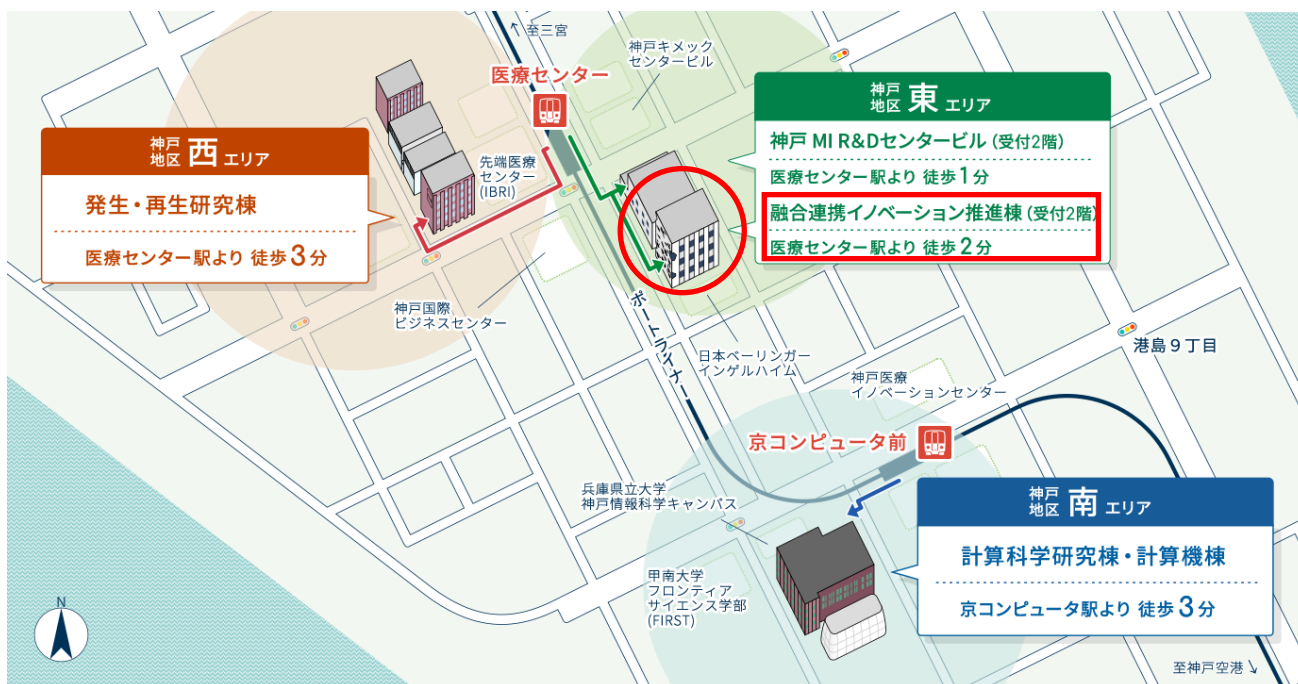 至三宮
神戸キメック
センタービル
医療センター
神戸
地区 東 エリア
神戸 MI R&Dセンタービル (受付2階)
医療センター駅より 徒歩1分
融合連携イノベーション推進棟 (受付2階)
医療センター駅より 徒歩2分
神戸
地区 西 エリア
発生・再生研究棟
医療センター駅より 徒歩3分
先端医療
センター
(IBRI)
神戸国際
ビジネスセンター
ポートライナー
日本ベーリンガー
インゲルハイム
港島9丁目
神戸医療
イノベーションセンター
京コンピュータ前
兵庫県立大学
神戸情報科学キャンパス
神戸
地区 南 エリア
計算科学研究棟・計算機棟
京コンピュータ駅より 徒歩3分
甲南大学
フロンティア
サイエンス学部
(FIRST)
N
至神戸空港